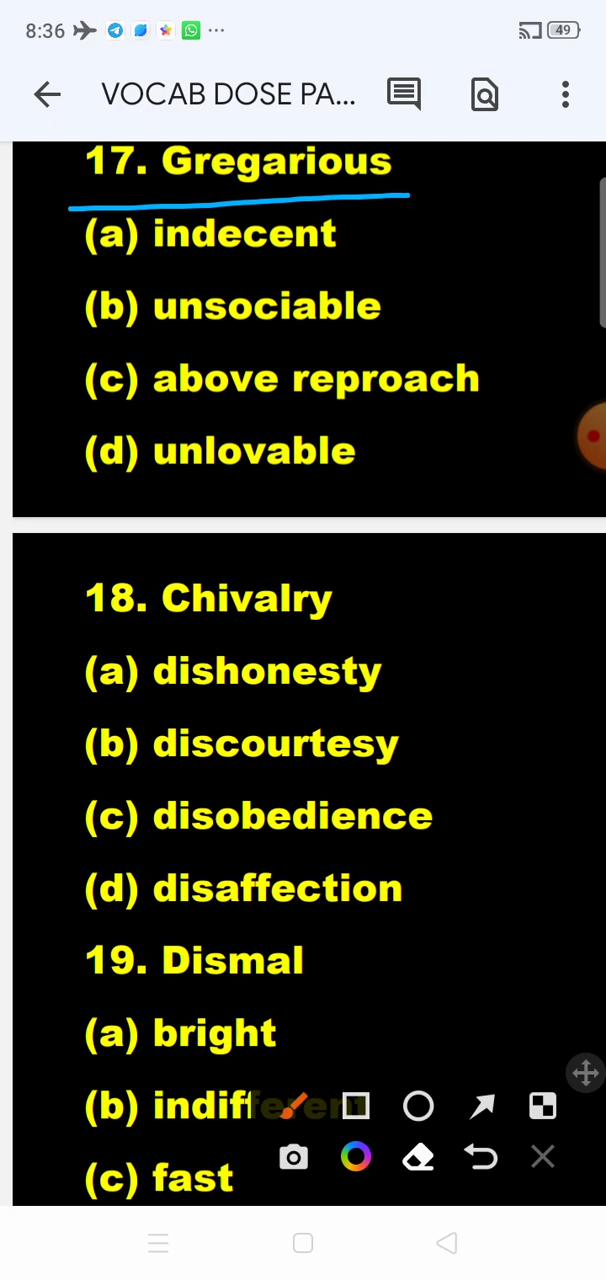 8:36
49
VOCAB DOSE PA...
17. Gregarious
(a) indecent
(b) unsociable
(c) above reproach
(d) unlovable
18. Chivalry
(a) dishonesty
(b) discourtesy
(c) disobedience
(d) disaffection
19. Dismal
(a) bright
(b) indifferent
(c) fast